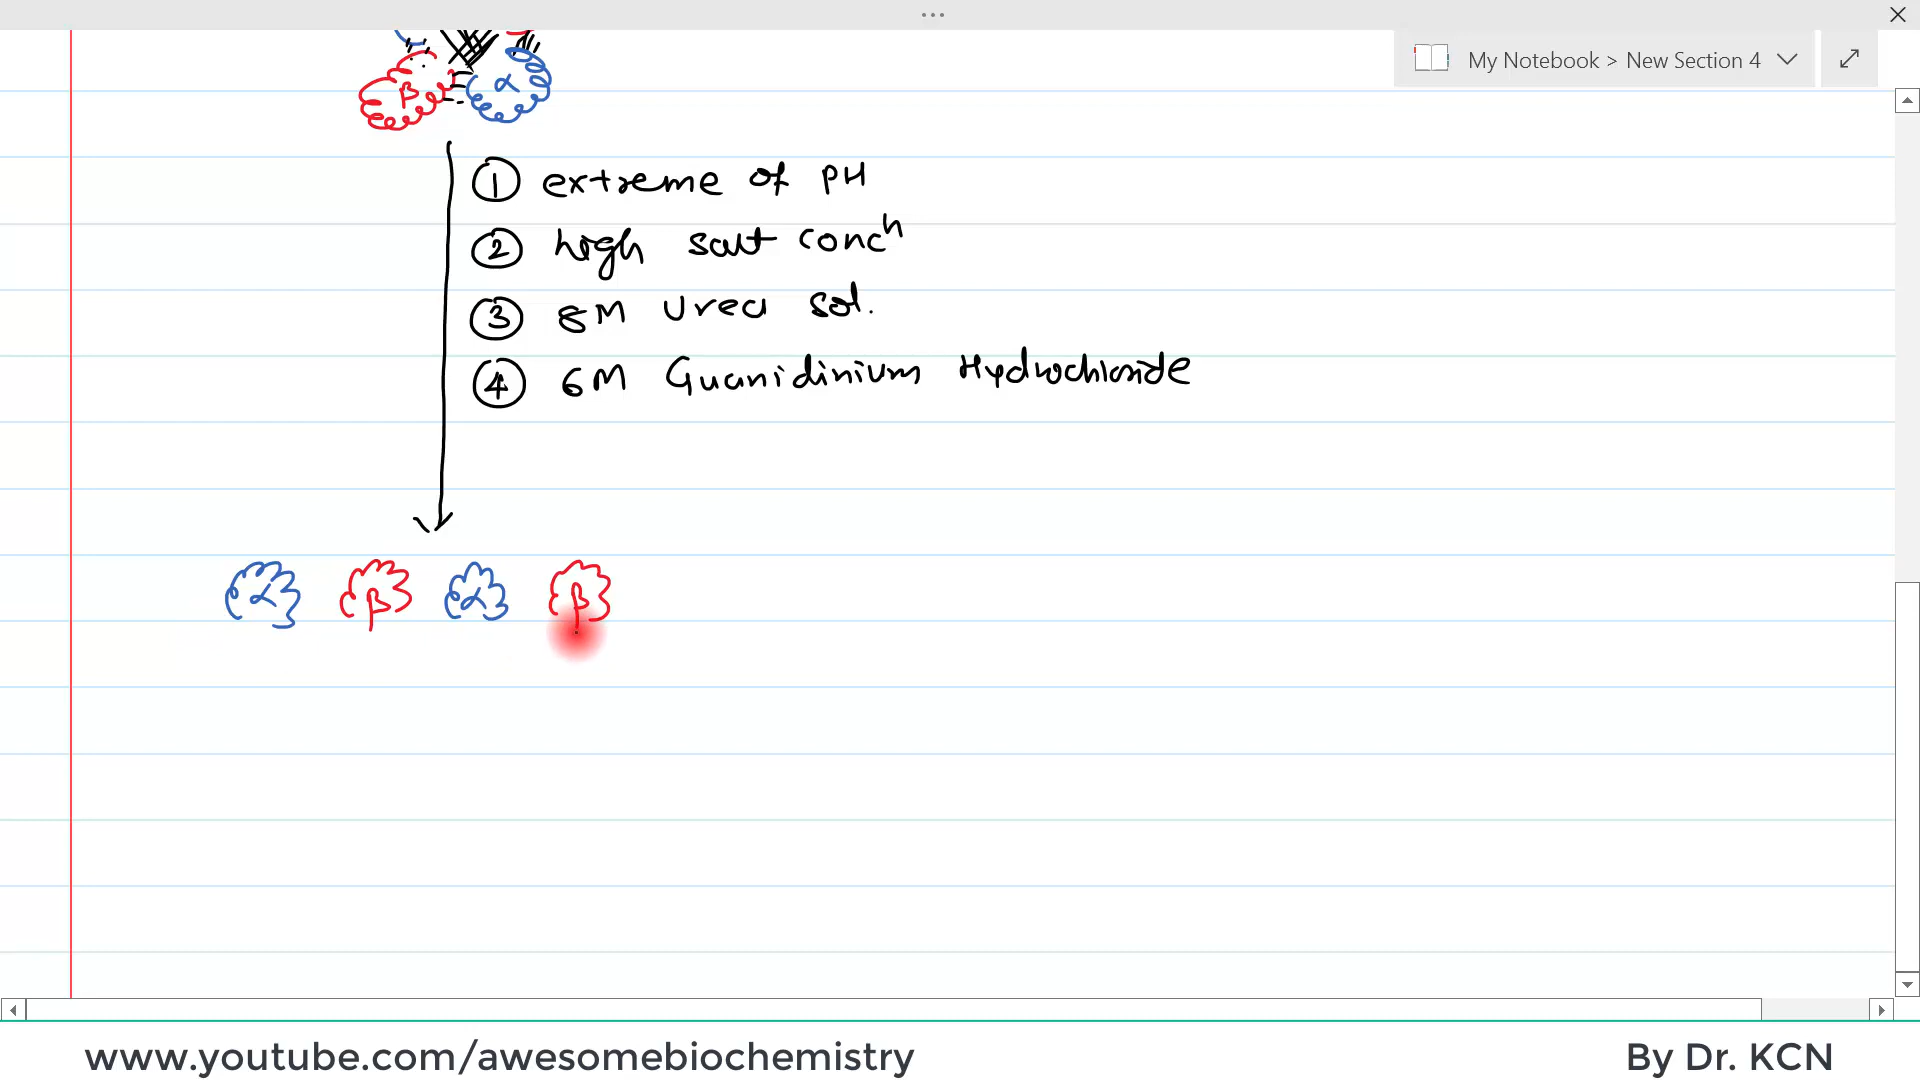 My Notebook > New Section 4
β α
① extreme of PH
② high salt concn
③ 8M Urea sol.
④ 6M Guanidinium Hydrochloride
α β α β
www.youtube.com/awesomebiochemistry
By Dr. KCN